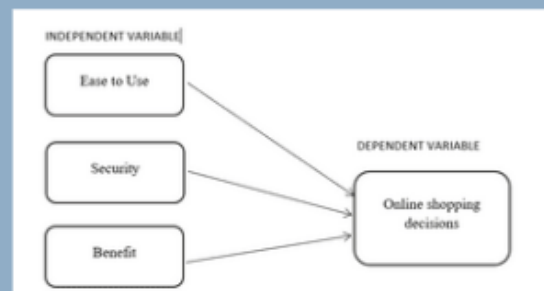 INDEPENDENT VARIABLE
Ease to Use
Security
Benefit
DEPENDENT VARIABLE
Online shopping
decisions